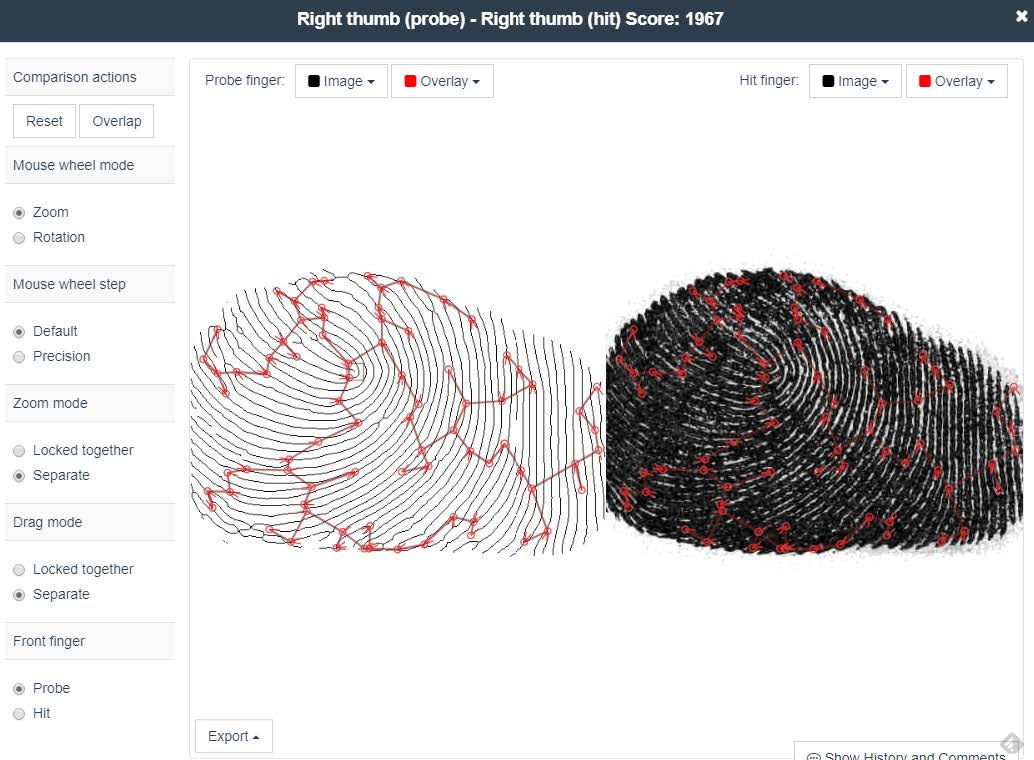 Right thumb (probe) - Right thumb (hit) Score: 1967
Comparison actions
Reset
Overlap
Mouse wheel mode
Zoom
Rotation
Mouse wheel step
Default
Precision
Zoom mode
Locked together
Separate
Drag mode
Locked together
Separate
Front finger
Probe
Hit
Probe finger: Image Overlay
Hit finger: Image Overlay
Export
Show History and Comments